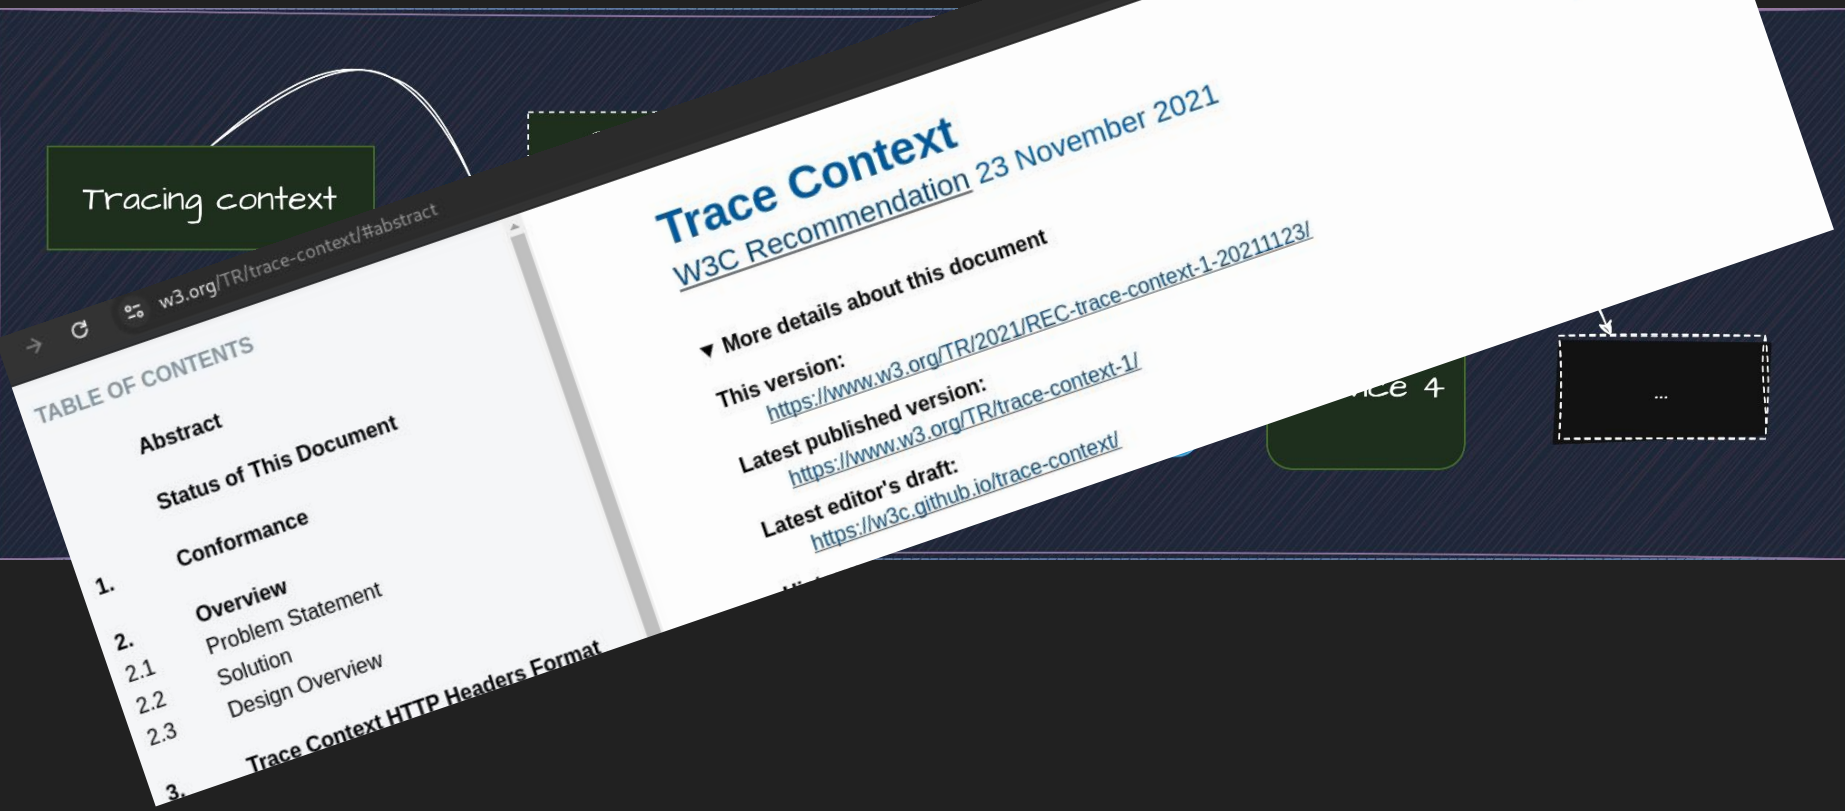 Tracing context
w3.org/TR/trace-context/#abstract
TABLE OF CONTENTS
Abstract
Status of This Document
1. Conformance
2. Overview
2.1 Problem Statement
2.2 Solution
2.3 Design Overview
3. Trace Context HTTP Headers Format
Trace Context
W3C Recommendation 23 November 2021
▼ More details about this document
This version:
https://www.w3.org/TR/2021/REC-trace-context-1-20211123/
Latest published version:
https://www.w3.org/TR/trace-context-1/
Latest editor's draft:
https://w3c.github.io/trace-context/
4
...